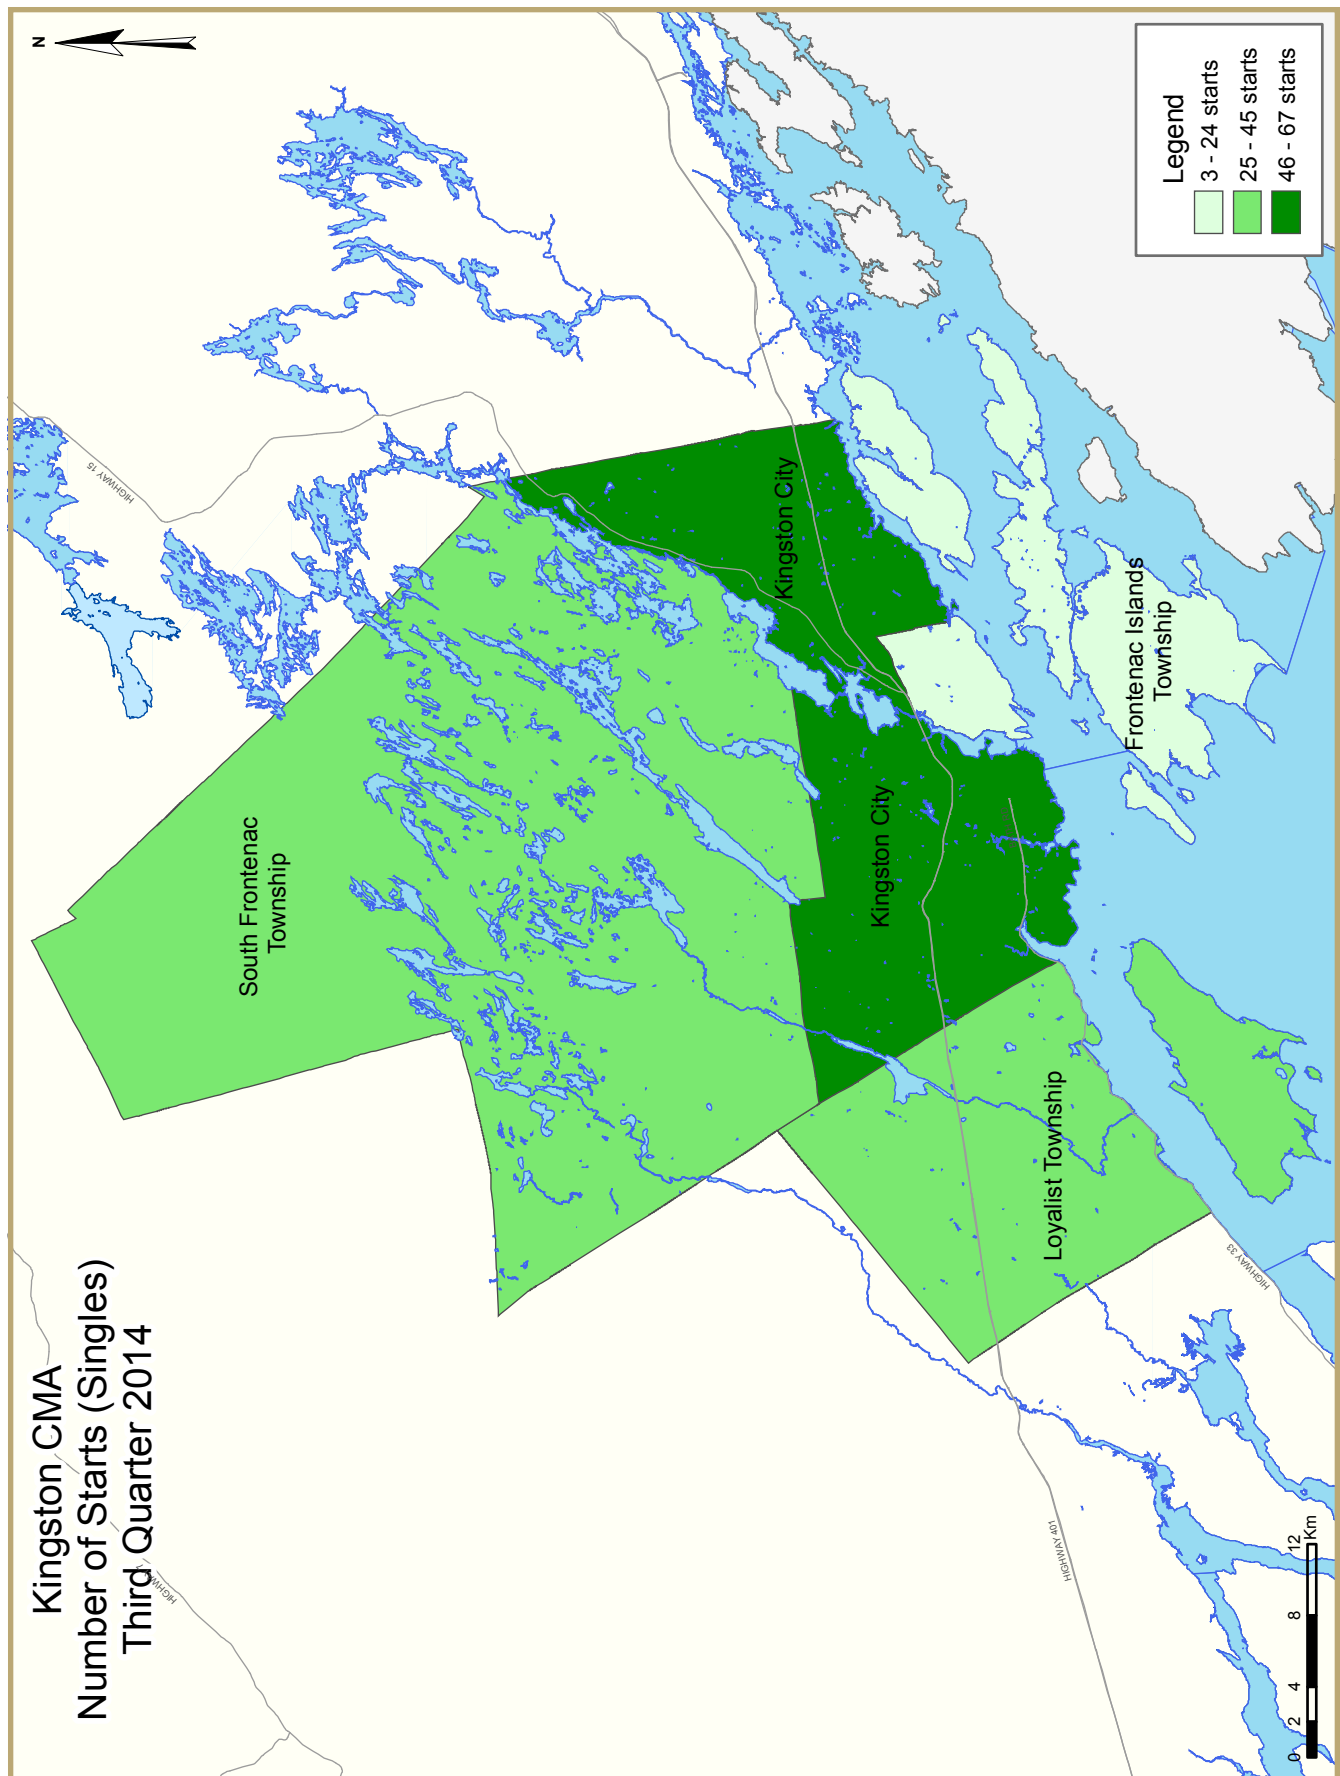 Kingston CMA
Number of Starts (Singles)
Third Quarter 2014
N
HIGHWAY
HIGHWAY 15
South Frontenac
Township
Kingston City
Kingston City
Frontenac Islands
Township
Loyalist Township
HIGHWAY 33
HIGHWAY 401
Legend
3 - 24 starts
25 - 45 starts
46 - 67 starts
0 2 4 8 12
Km